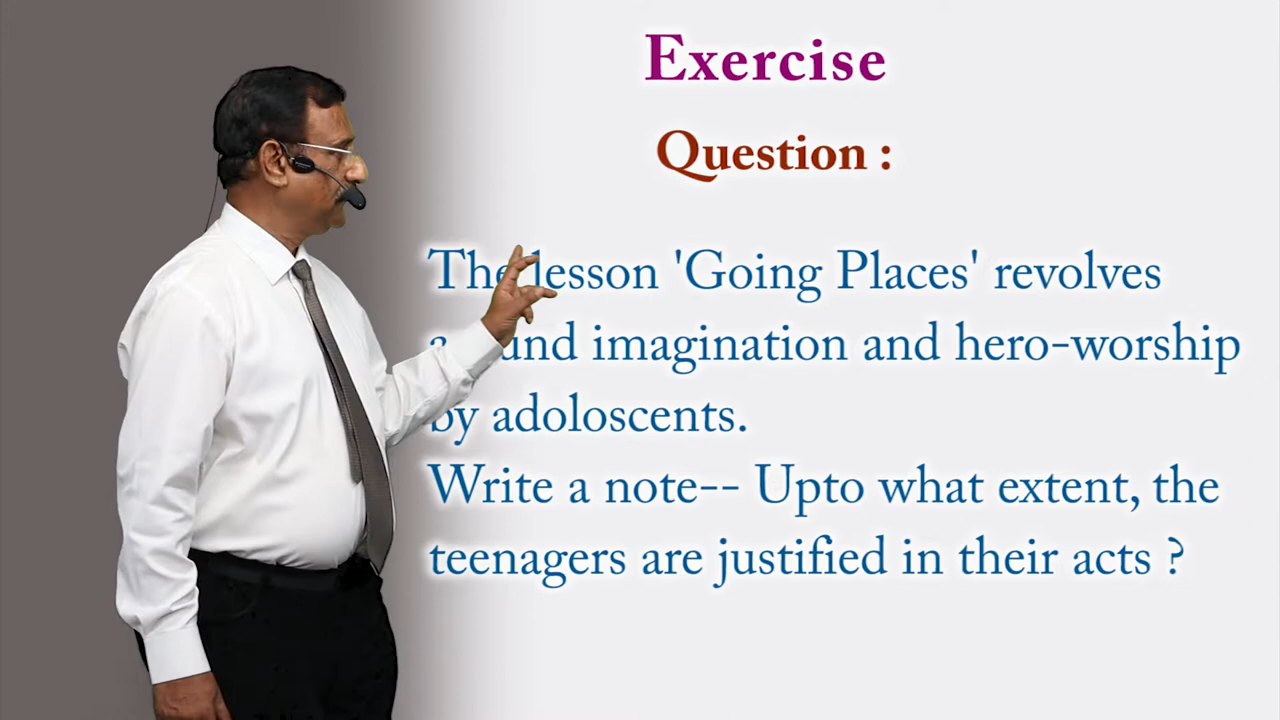 Exercise
Question :
The lesson 'Going Places' revolves
around imagination and hero-worship
by adoloscents.
Write a note-- Upto what extent, the
teenagers are justified in their acts ?